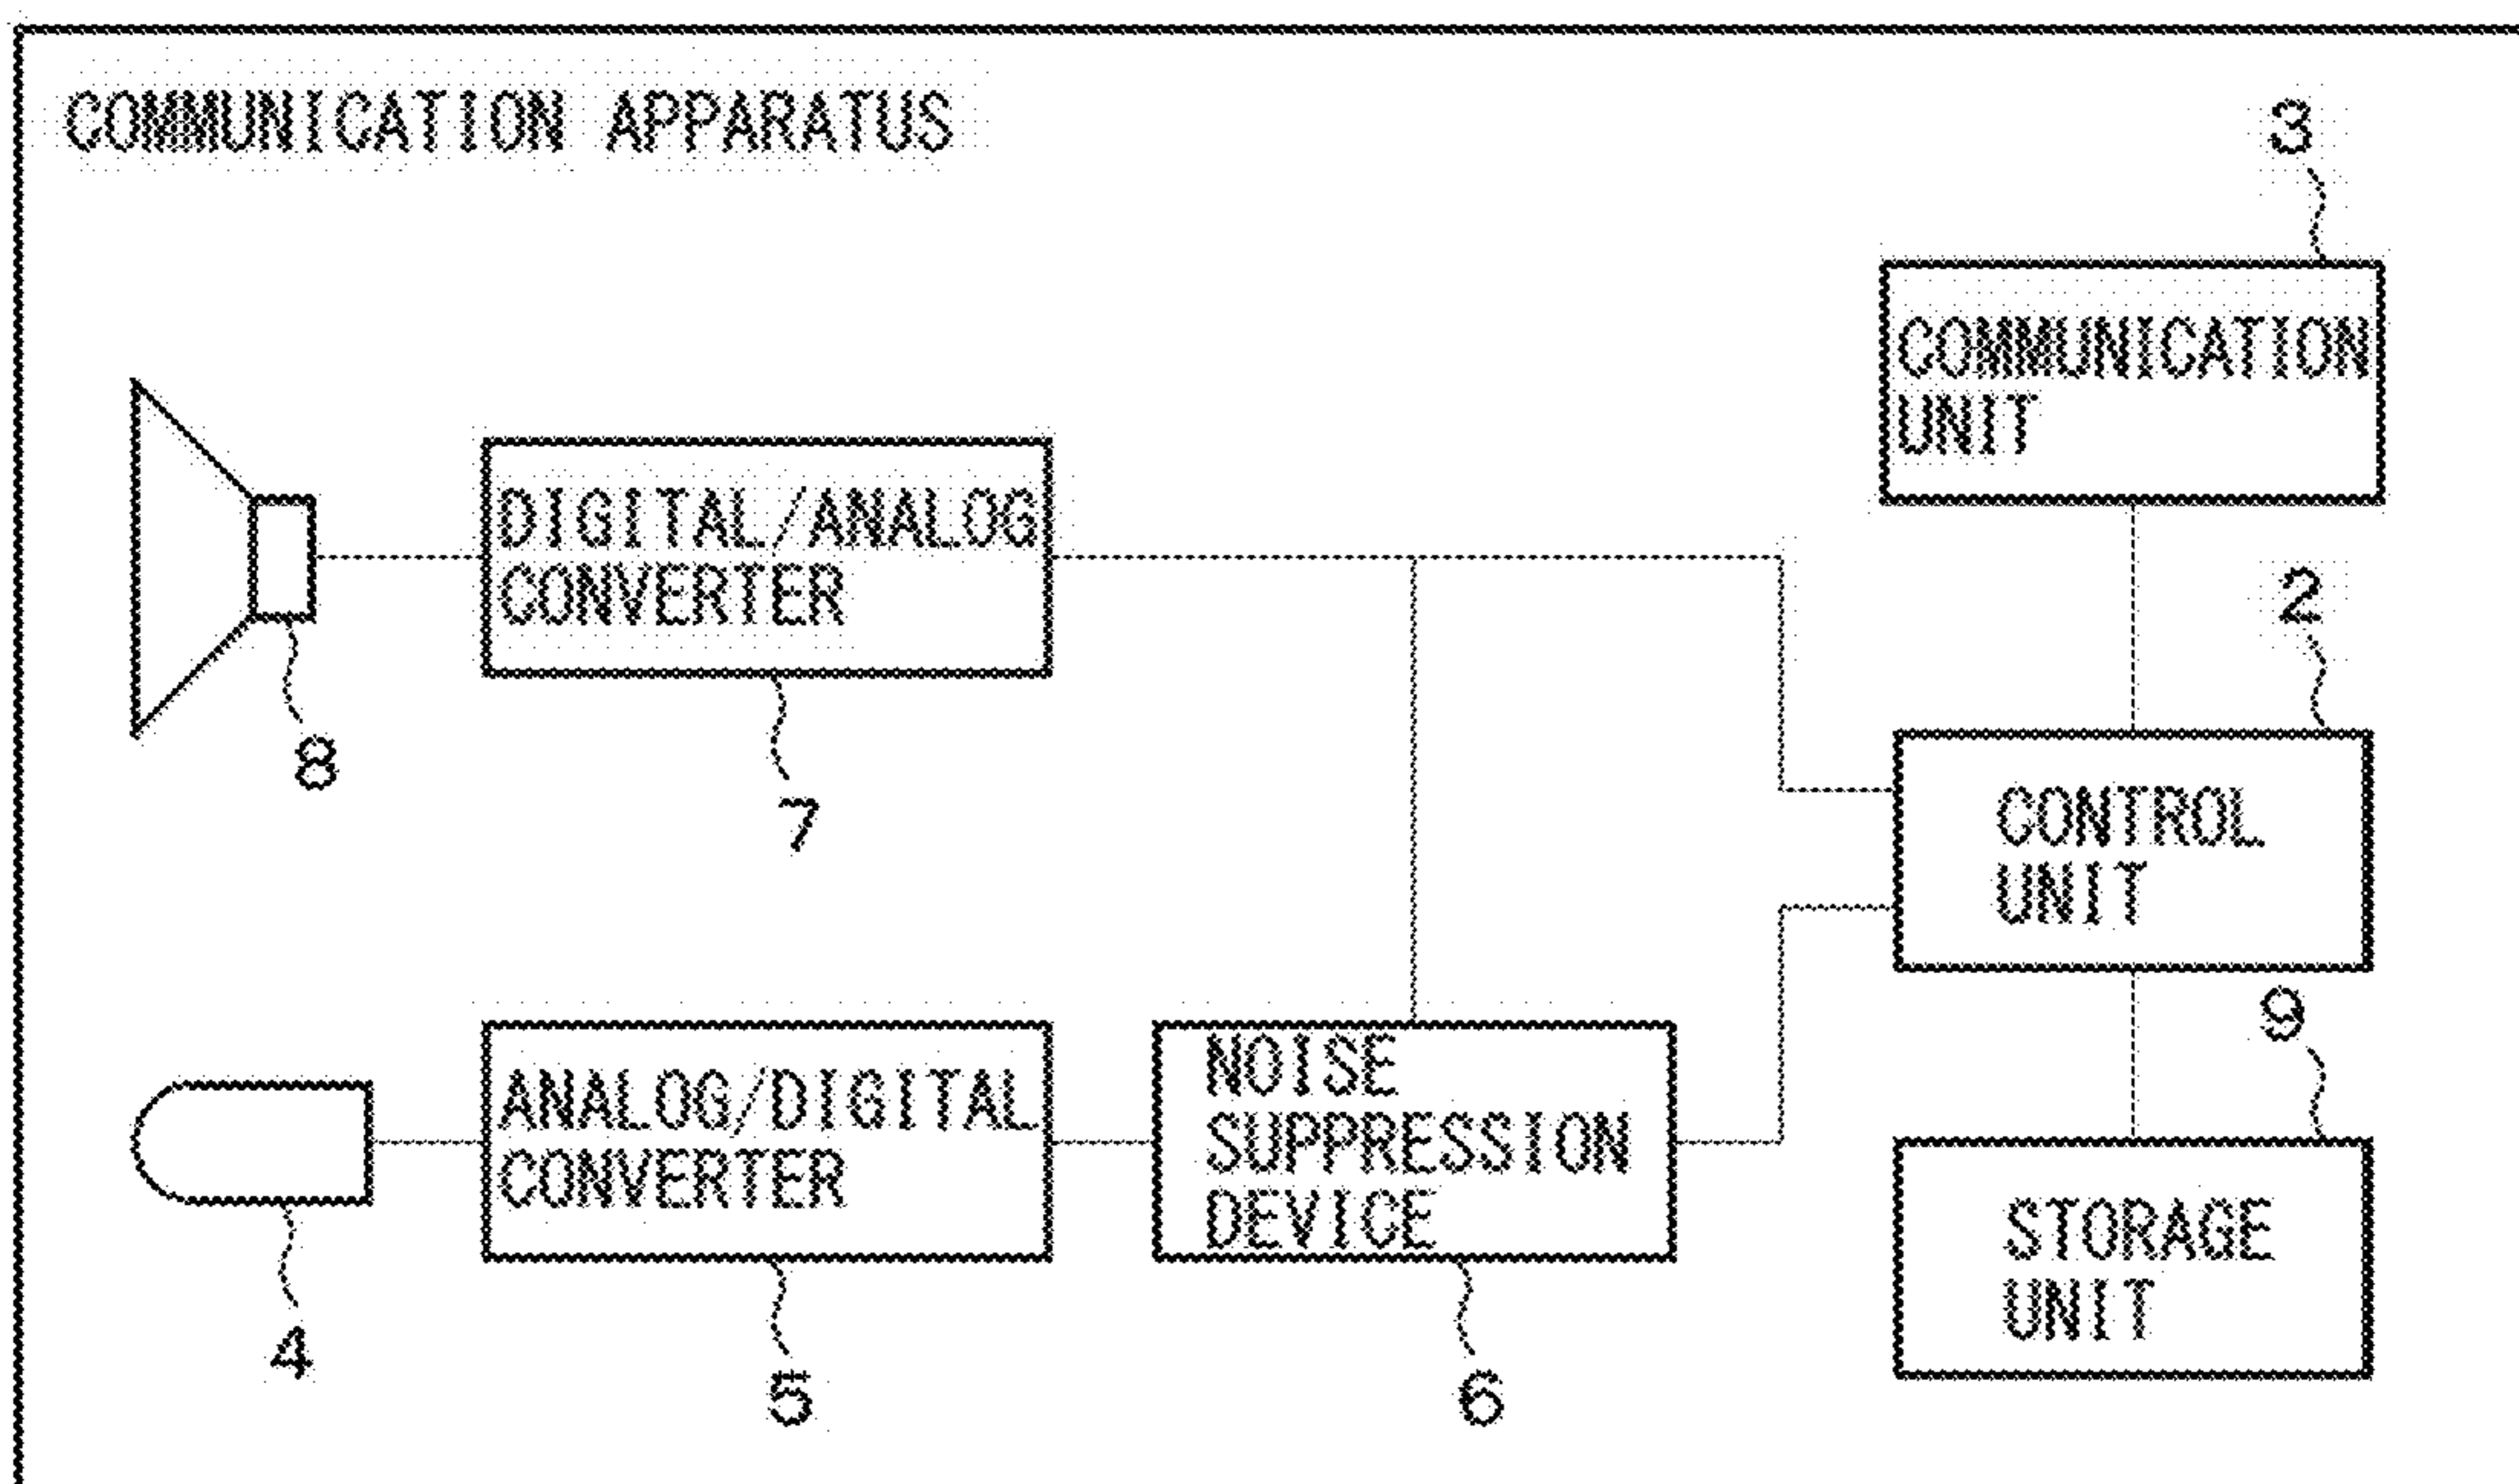 COMMUNICATION APPARATUS
3
COMMUNICATION
UNIT
DIGITAL/ANALOG
CONVERTER
2
8
7
CONTROL
UNIT
9
ANALOG/DIGITAL
CONVERTER
NOISE
SUPPRESSION
DEVICE
STORAGE
UNIT
4
5
6